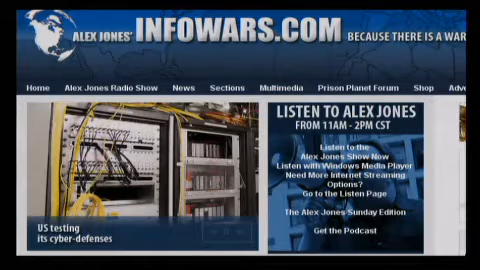 ALEX JONES' INFOWARS.COM BECAUSE THERE IS A WAR
Home Alex Jones Radio Show News Sections Multimedia Prison Planet Forum Shop Adve
LISTEN TO ALEX JONES
FROM 11AM - 2PM CST
Listen to the
Alex Jones Show Now
Listen with Windows Media Player
Need More Internet Streaming
Options?
Go to the Listen Page
The Alex Jones Sunday Edition
Get the Podcast
US testing
its cyber-defenses